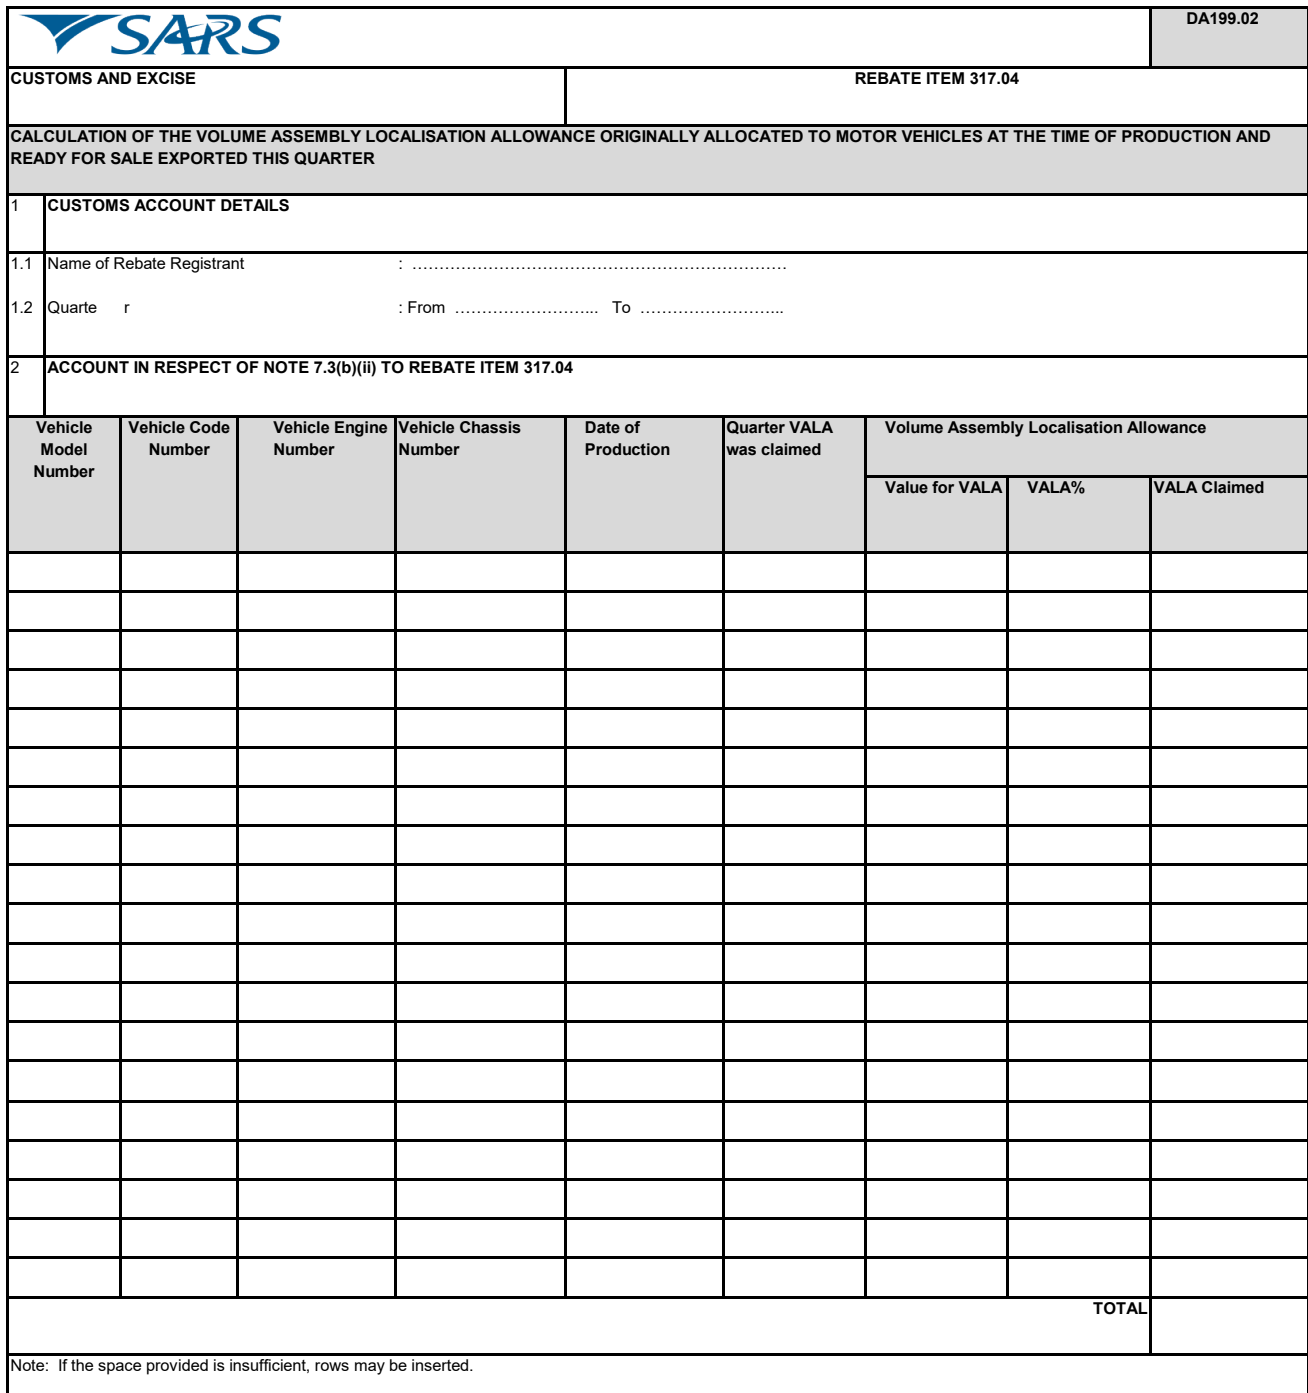 SARS
DA199.02
CUSTOMS AND EXCISE
REBATE ITEM 317.04
CALCULATION OF THE VOLUME ASSEMBLY LOCALISATION ALLOWANCE ORIGINALLY ALLOCATED TO MOTOR VEHICLES AT THE TIME OF PRODUCTION AND
READY FOR SALE EXPORTED THIS QUARTER
1 CUSTOMS ACCOUNT DETAILS
1.1 Name of Rebate Registrant : ……………………………………………………………
1.2 Quarte r : From ……………………... To ……………………...
2 ACCOUNT IN RESPECT OF NOTE 7.3(b)(ii) TO REBATE ITEM 317.04
Vehicle
Model
Number
Vehicle Code
Number
Vehicle Engine
Number
Vehicle Chassis
Number
Date of
Production
Quarter VALA
was claimed
Volume Assembly Localisation Allowance
Value for VALA
VALA%
VALA Claimed
TOTAL
Note: If the space provided is insufficient, rows may be inserted.